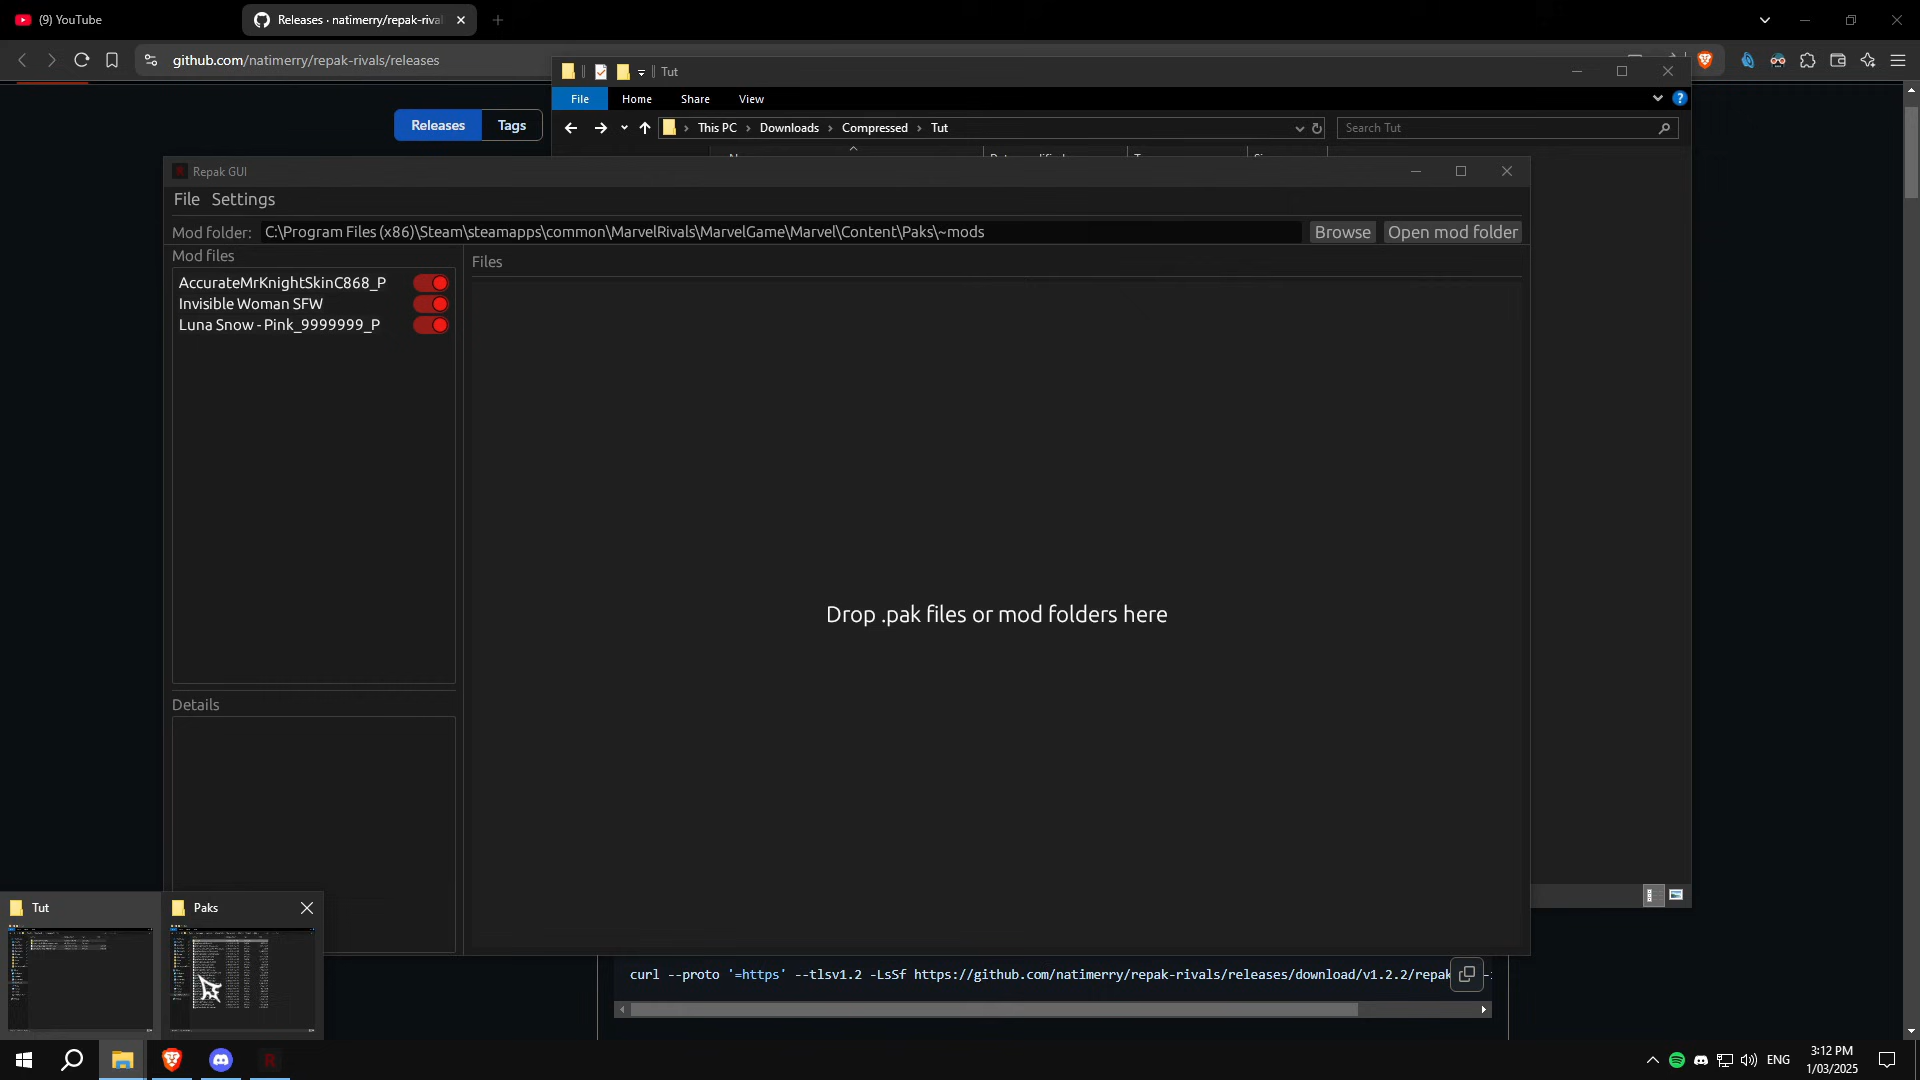 (9) YouTube
Releases · natimerry/repak-rival
github.com/natimerry/repak-rivals/releases
Tut
File Home Share View
This PC > Downloads > Compressed > Tut
Search Tut
Releases Tags
Repak GUI
File Settings
Mod folder: C:\Program Files (x86)\Steam\steamapps\common\MarvelRivals\MarvelGame\Marvel\Content\Paks\~mods Browse Open mod folder
Mod files
Files
AccurateMrKnightSkinC868_P
Invisible Woman SFW
Luna Snow - Pink_9999999_P
Drop .pak files or mod folders here
Details
Tut
Paks
curl --proto '=https' --tlsv1.2 -LsSf https://github.com/natimerry/repak-rivals/releases/download/v1.2.2/repak
ENG
3:12 PM
1/03/2025